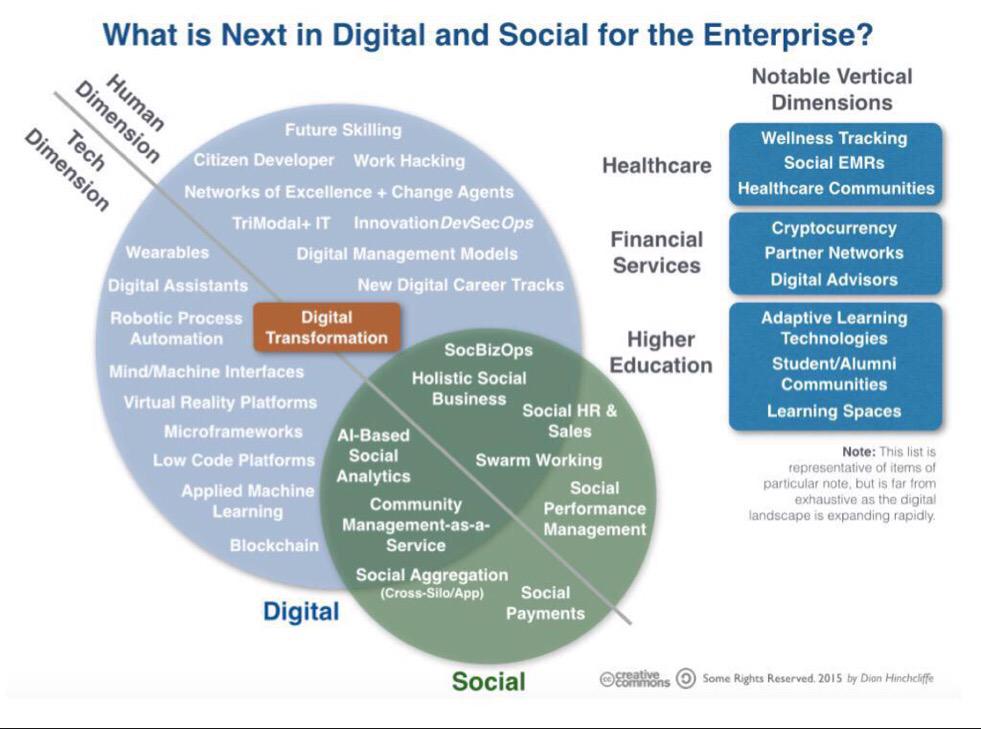 What is Next in Digital and Social for the Enterprise?
Human
Dimension
Tech
Dimension
Future Skilling
Citizen Developer
Work Hacking
Networks of Excellence + Change Agents
TriModal+ IT
InnovationDevSecOps
Wearables
Digital Management Models
Digital Assistants
New Digital Career Tracks
Robotic Process
Automation
Digital
Transformation
Mind/Machine Interfaces
Virtual Reality Platforms
Microframeworks
Low Code Platforms
Applied Machine
Learning
Blockchain
SocBizOps
Holistic Social
Business
Social HR &
Sales
AI-Based
Social
Analytics
Swarm Working
Community
Management-as-a-
Service
Social
Performance
Management
Social Aggregation
(Cross-Silo/App)
Social
Payments
Digital
Social
Notable Vertical
Dimensions
Healthcare
Wellness Tracking
Social EMRs
Healthcare Communities
Financial
Services
Cryptocurrency
Partner Networks
Digital Advisors
Higher
Education
Adaptive Learning
Technologies
Student/Alumni
Communities
Learning Spaces
Note: This list is
representative of items of
particular note, but is far from
exhaustive as the digital
landscape is expanding rapidly.
cc creative
commons
Some Rights Reserved. 2015 by Dion Hinchcliffe